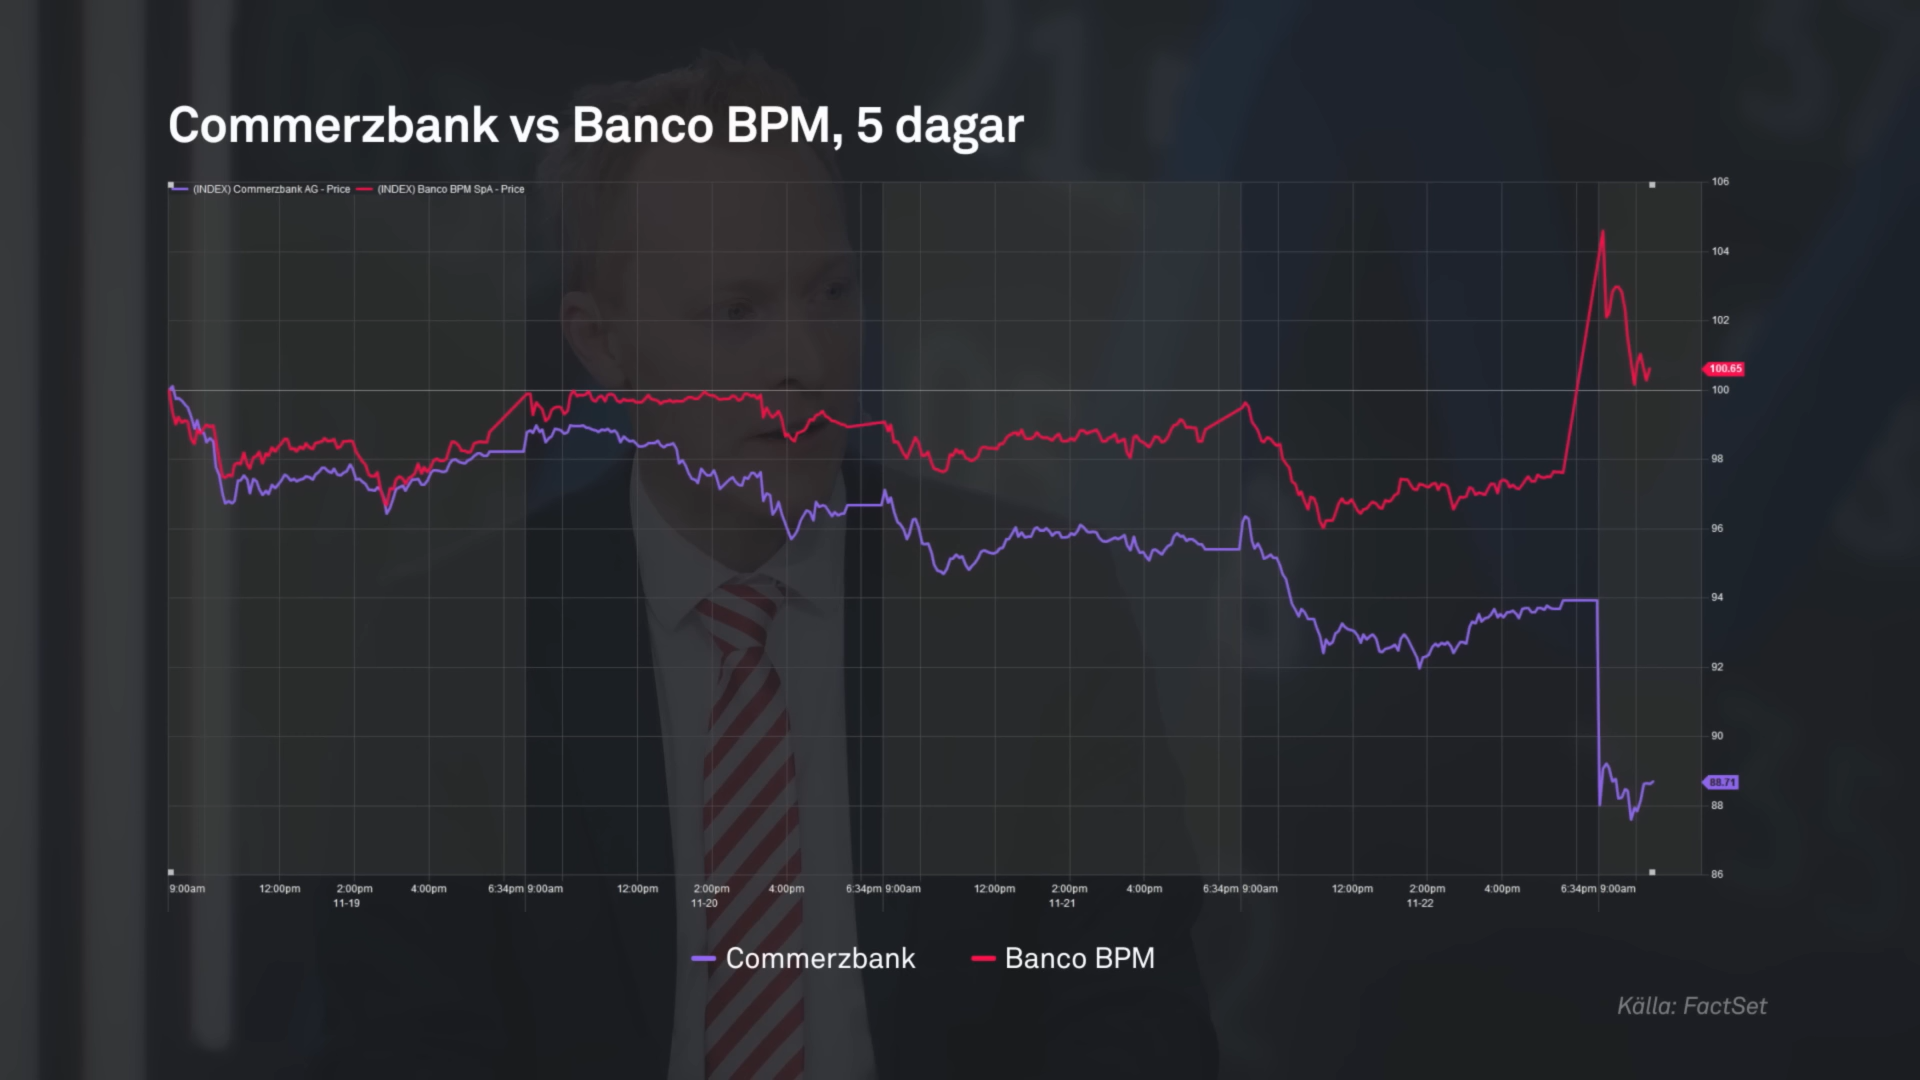 Commerzbank vs Banco BPM, 5 dagar
(INDEX) Commerzbank AG - Price (INDEX) Banco BPM SpA - Price
106
104
102
100.65
100
98
96
94
92
90
88.71
88
86
9:00am 12:00pm 2:00pm 4:00pm 6:34pm 9:00am 12:00pm 2:00pm 4:00pm 6:34pm 9:00am 12:00pm 2:00pm 4:00pm 6:34pm 9:00am 12:00pm 2:00pm 4:00pm 6:34pm 9:00am
11-19 11-20 11-21 11-22
Commerzbank Banco BPM
Källa: FactSet